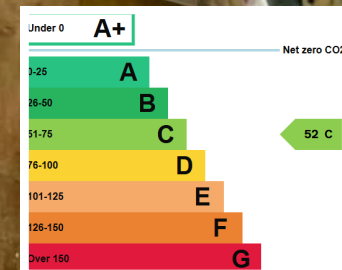 Under 0 A+
Net zero CO2
0-25 A
26-50 B
51-75 C
52 C
76-100 D
101-125 E
126-150 F
Over 150 G